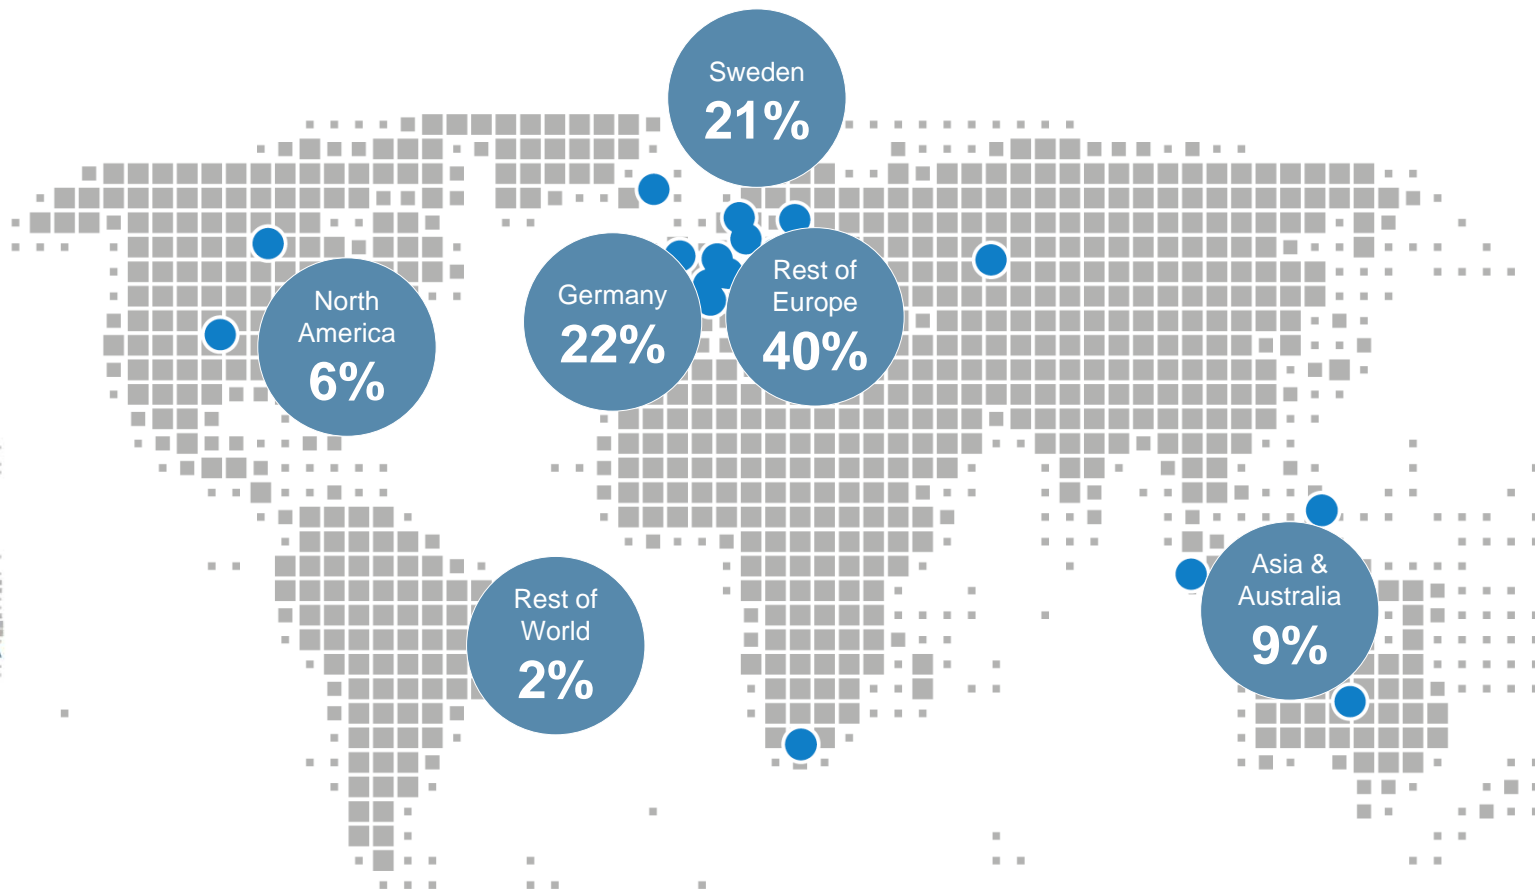 Sweden
21%
North
America
6%
Germany
22%
Rest of
Europe
40%
Rest of
World
2%
Asia &
Australia
9%